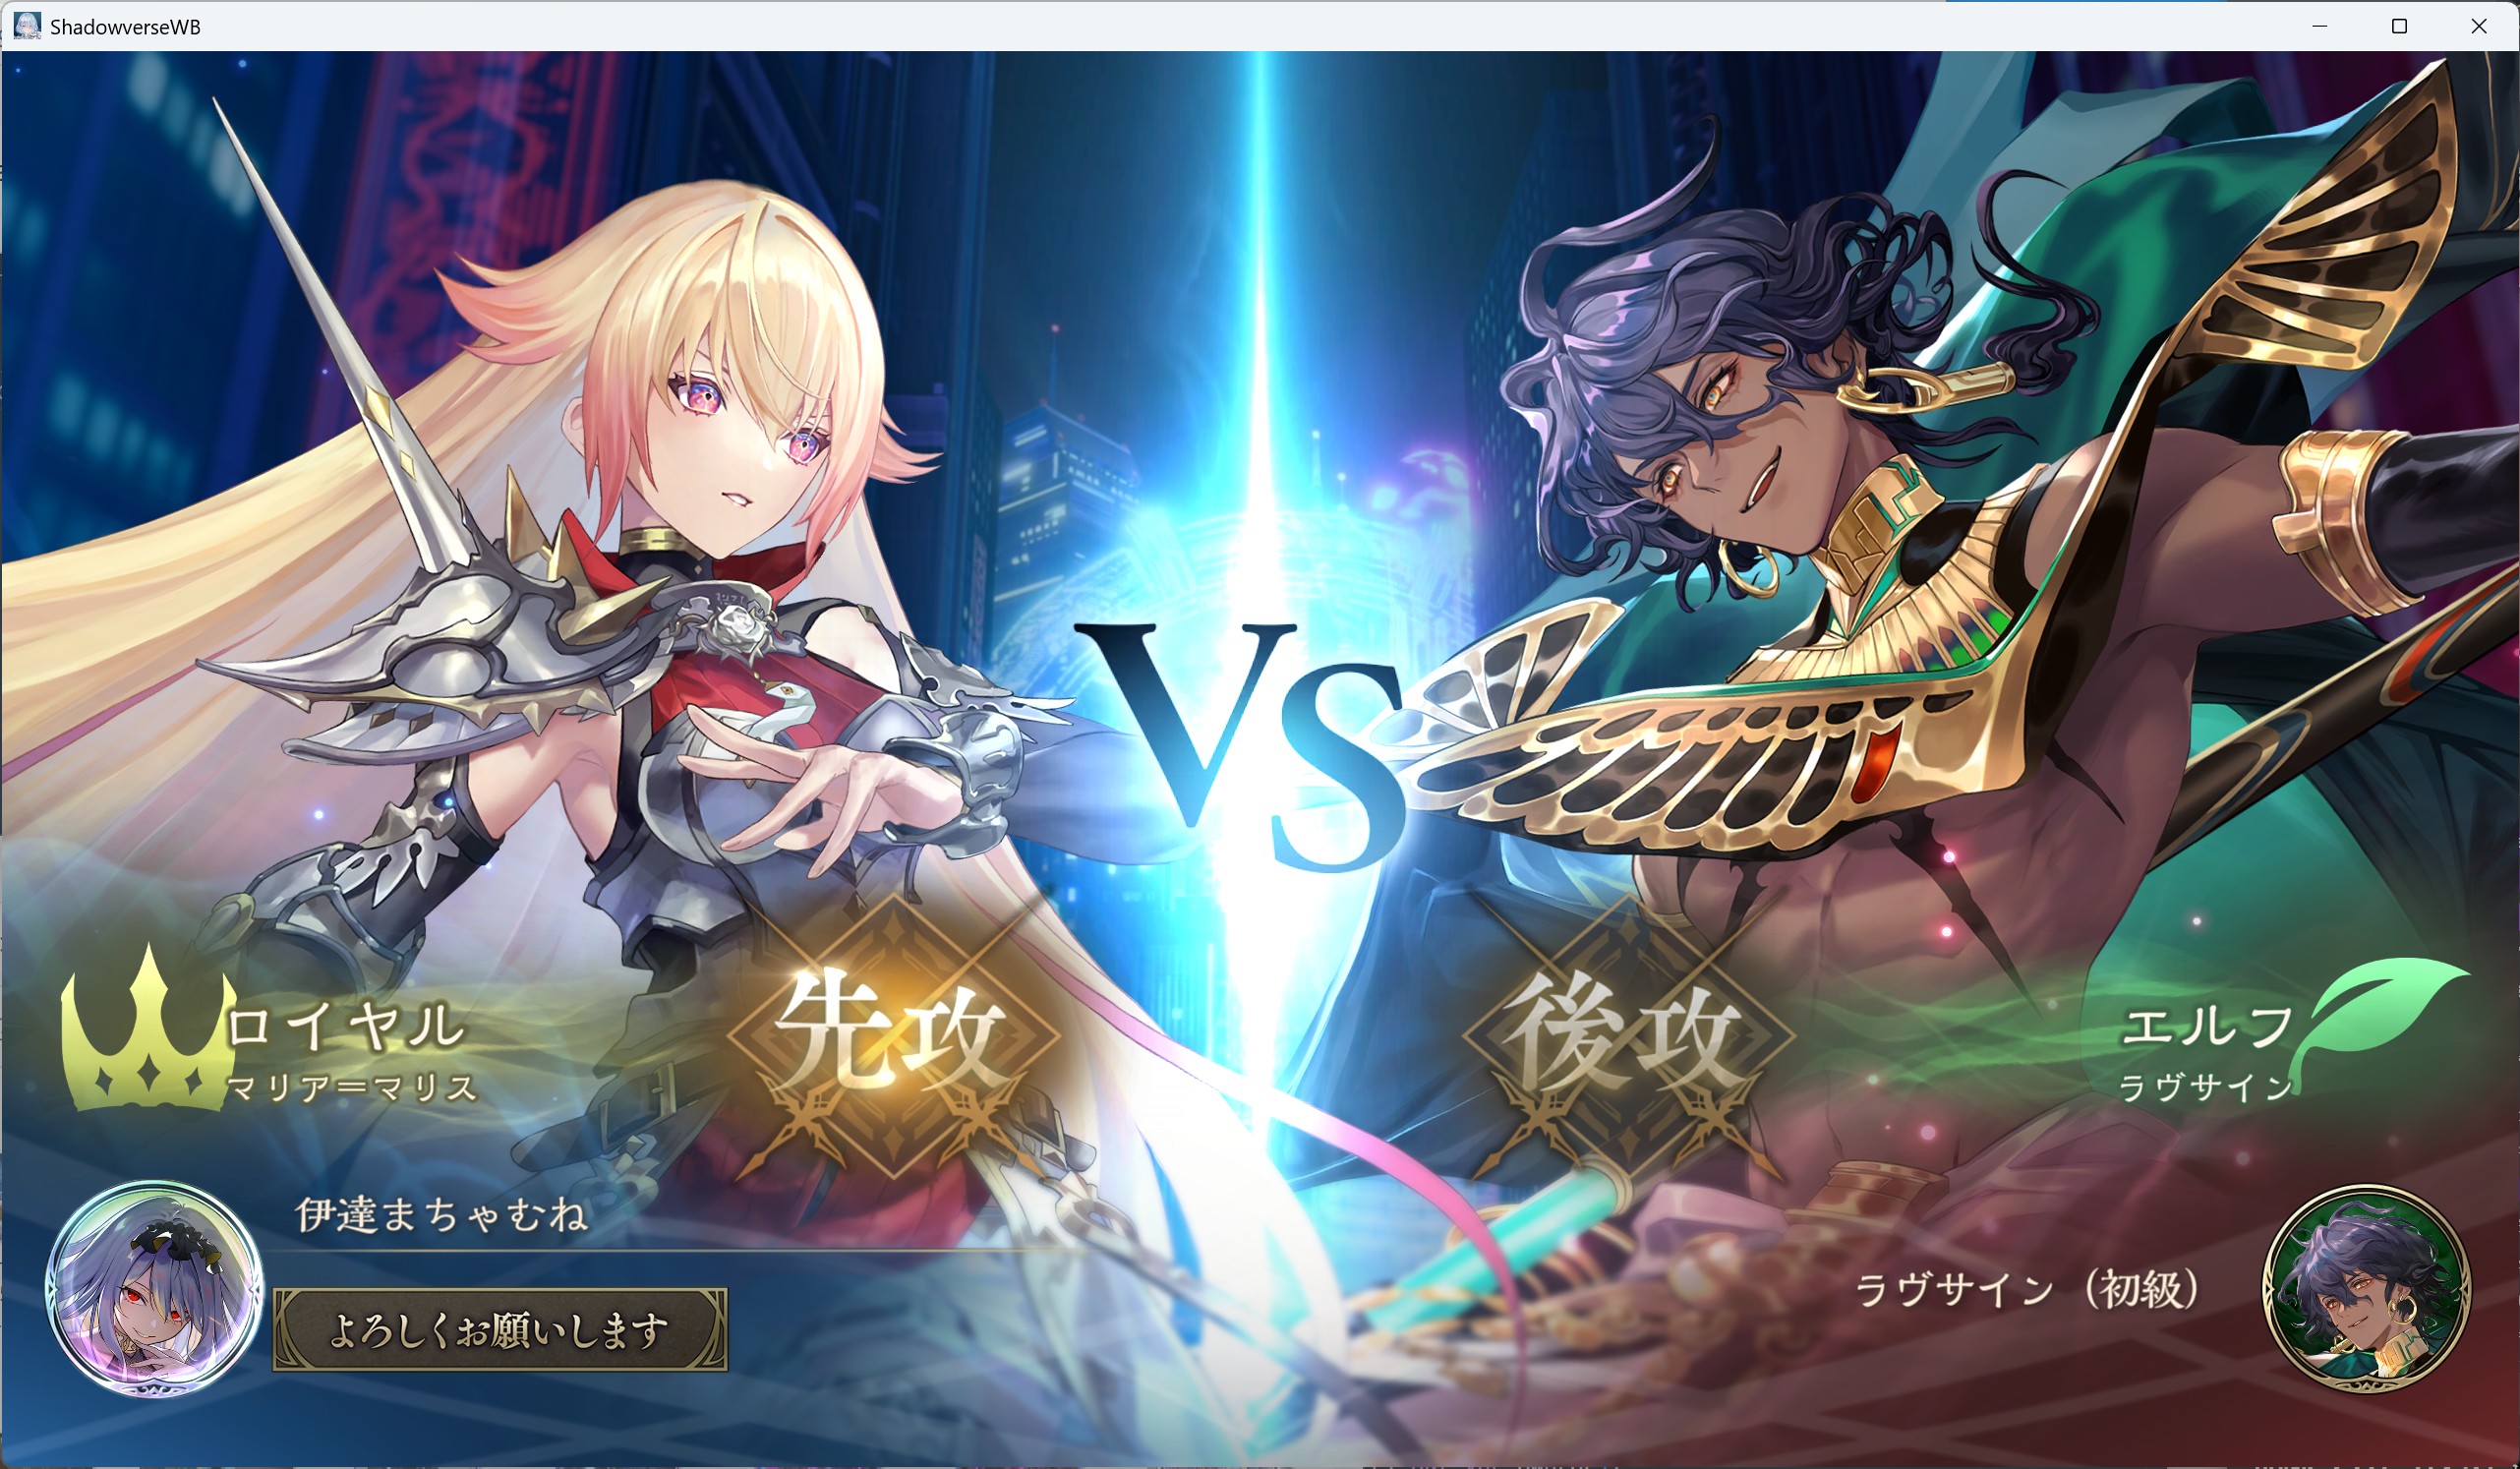 ShadowverseWB
VS
ロイヤル
マリア＝マリス
先攻
後攻
エルフ
ラヴサイン
伊達まちゃむね
よろしくお願いします
ラヴサイン（初級）